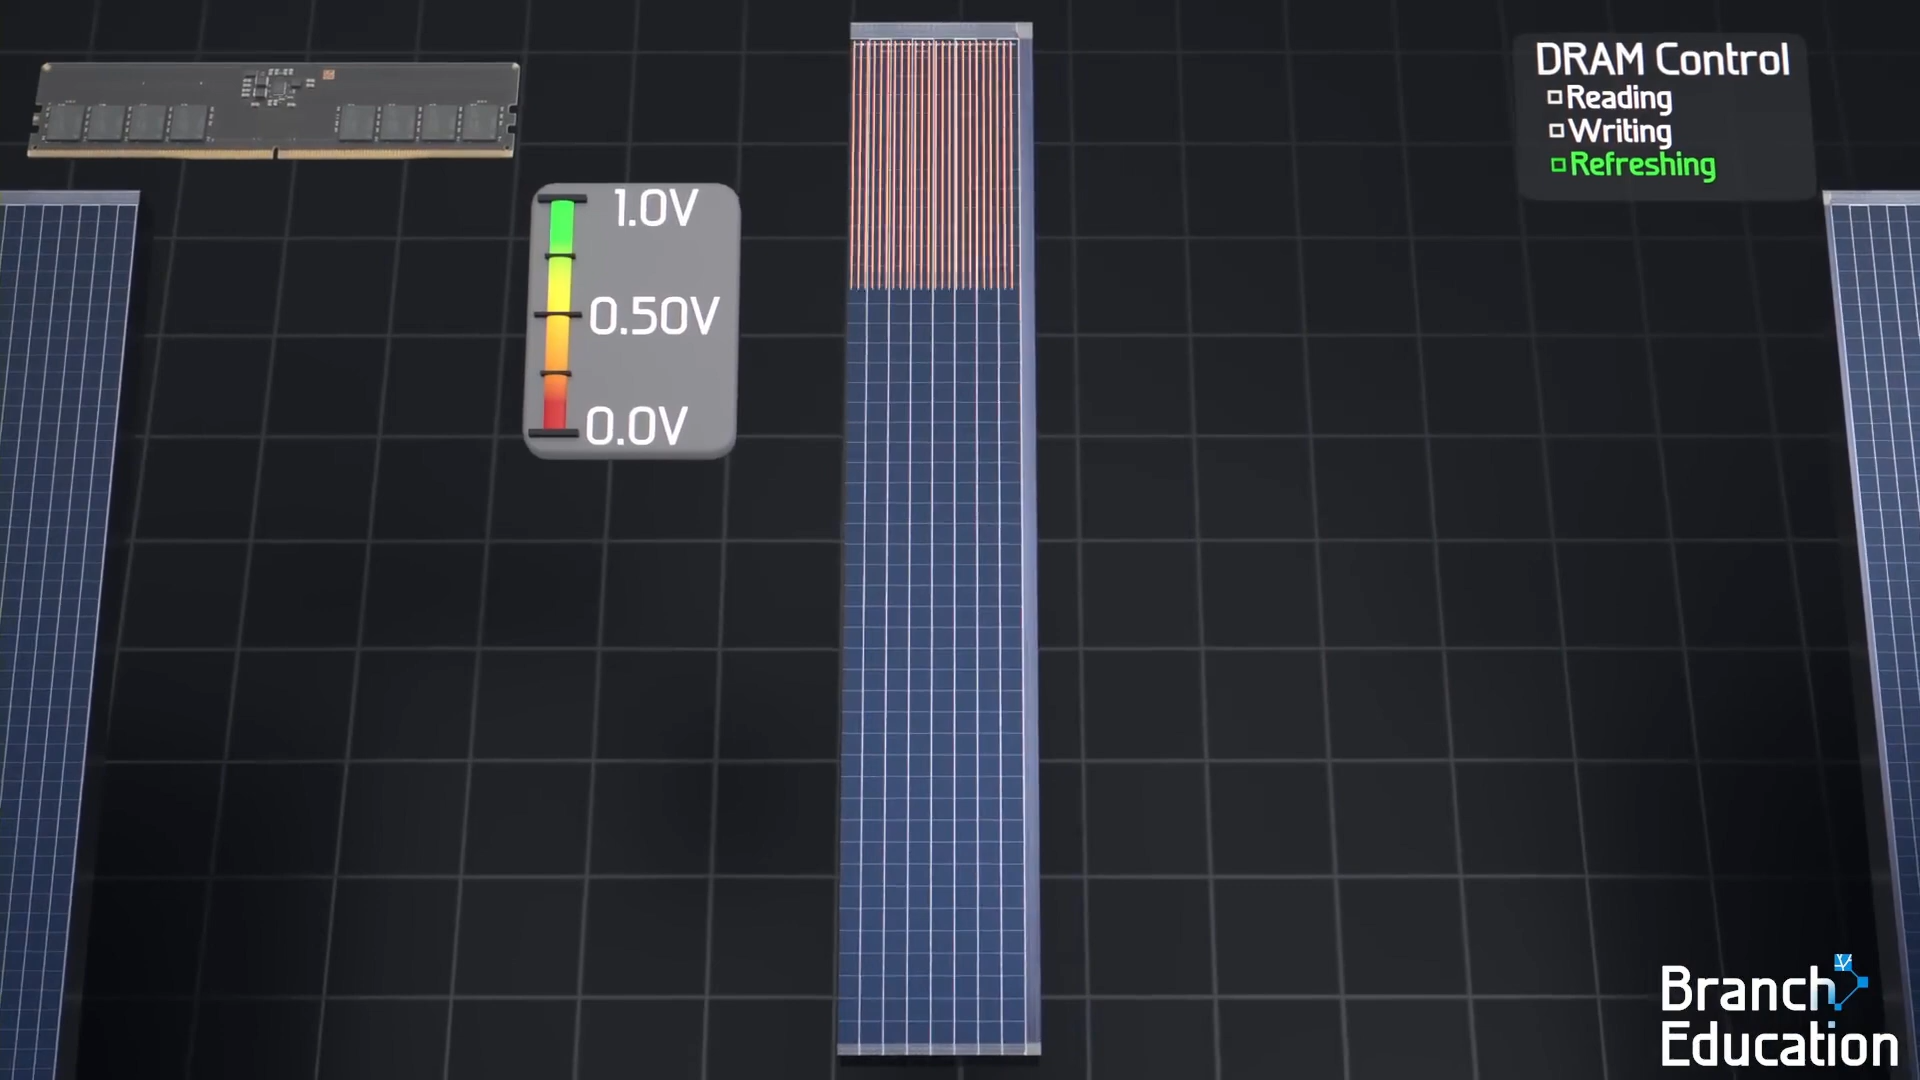 DRAM Control
Reading
Writing
Refreshing
1.0V
0.50V
0.0V
Branch
Education